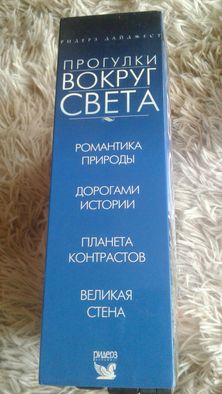 РИДЕРЗ ДАЙДЖЕСТ
ПРОГУЛКИ
ВОКРУГ
СВЕТА
РОМАНТИКА
ПРИРОДЫ
ДОРОГАМИ
ИСТОРИИ
ПЛАНЕТА
КОНТРАСТОВ
ВЕЛИКАЯ
СТЕНА
ридерз